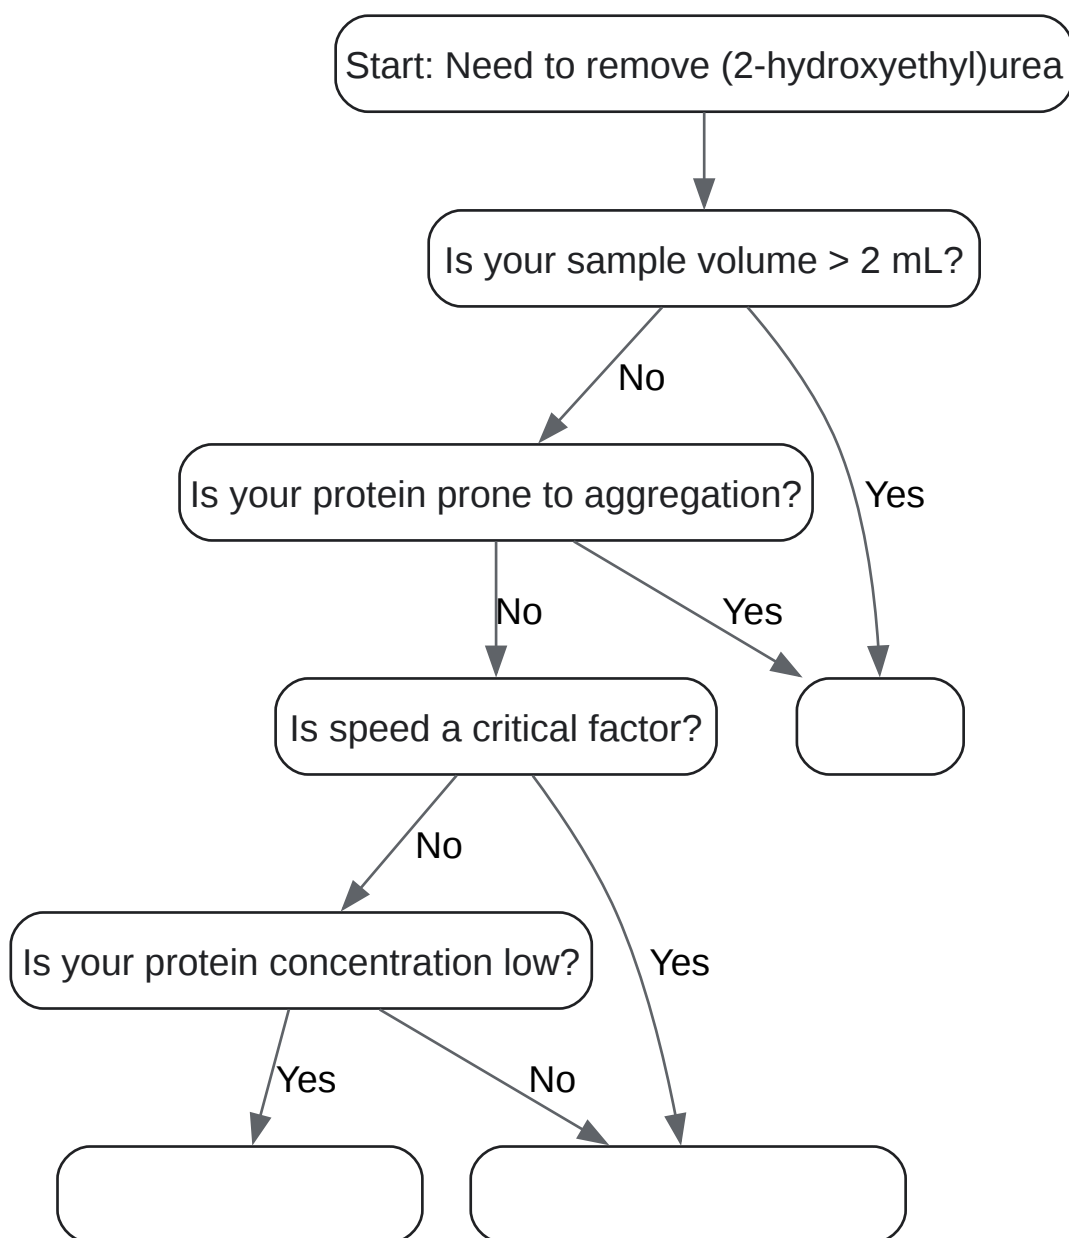 Start: Need to remove (2-hydroxyethyl)urea
Is your sample volume > 2 mL?
No
Is your protein prone to aggregation?
Yes
No
Yes
Is speed a critical factor?
No
Is your protein concentration low?
Yes
Yes
No